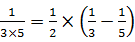 1/(3×5) = 1/2 × (1/3 − 1/5)